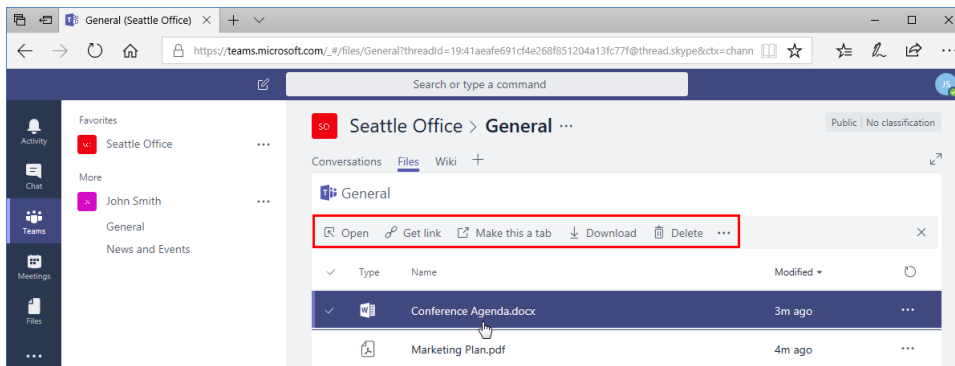 General (Seattle Office)
https://teams.microsoft.com/_#/files/General?threadId=19:41aeafe691cf4e268f851204a13fc77f@thread.skype&ctx=chann
Search or type a command
JS
Activity
Chat
Teams
Meetings
Files
Favorites
Seattle Office
More
John Smith
General
News and Events
SO
Seattle Office > General ...
Public
No classification
Conversations
Files
Wiki
General
Open
Get link
Make this a tab
Download
Delete
Type
Name
Modified
Conference Agenda.docx
3m ago
Marketing Plan.pdf
4m ago